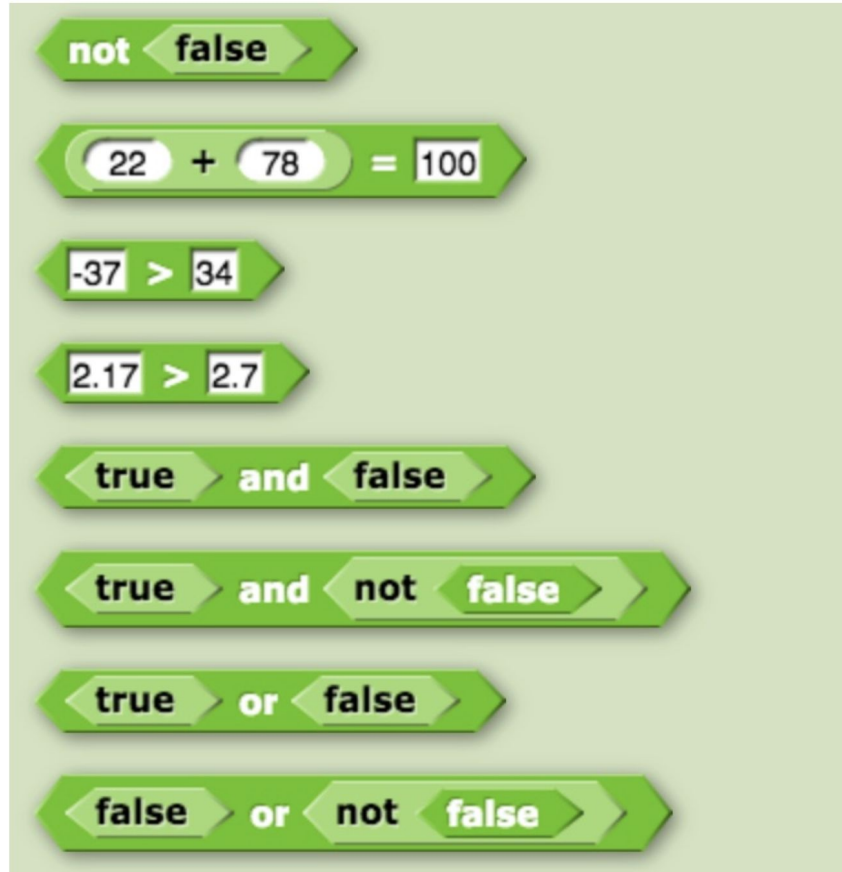 not false
22 + 78 = 100
-37 > 34
2.17 > 2.7
true and false
true and not false
true or false
false or not false